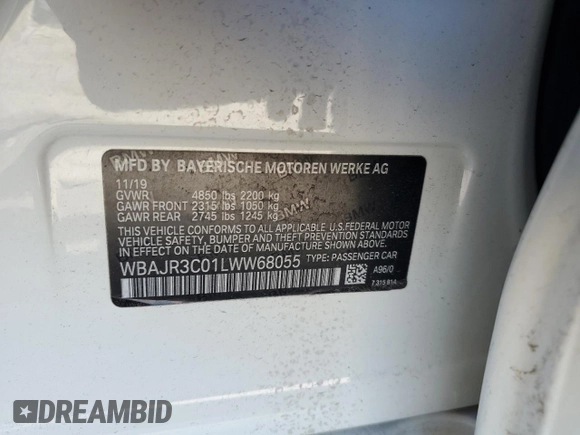 MFD BY BAYERISCHE MOTOREN WERKE AG
11/19
GVWR 4850 lbs 2200 kg
GAWR FRONT 2315 lbs 1050 kg
GAWR REAR 2745 lbs 1245 kg
THIS VEHICLE CONFORMS TO ALL APPLICABLE U.S.FEDERAL MOTOR
VEHICLE SAFETY, BUMPER, AND THEFT PREVENTION STANDARDS
IN EFFECT ON THE DATE OF MANUFACTURE SHOWN ABOVE.
WBAJR3C01LWW68055 TYPE: PASSENGER CAR
A96/0
DREAMBID